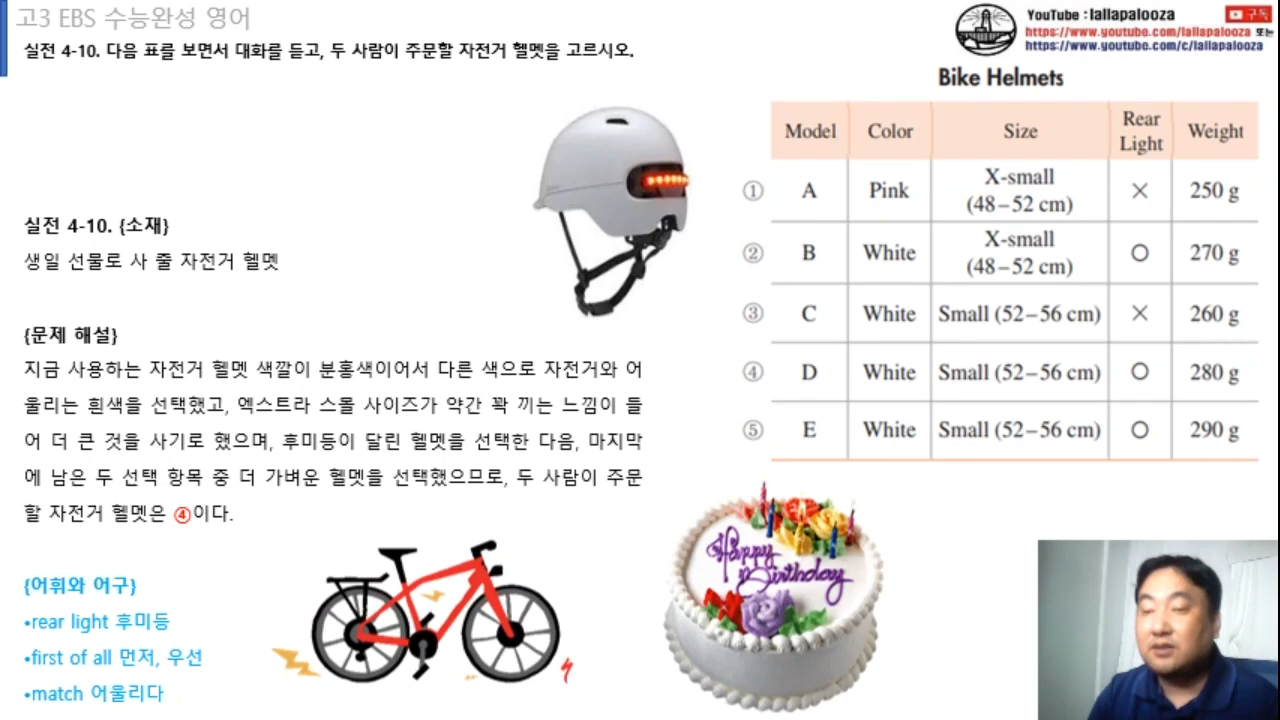 고3 EBS 수능완성 영어
실전 4-10. 다음 표를 보면서 대화를 듣고, 두 사람이 주문할 자전거 헬멧을 고르시오.
YouTube : lallapalooza
구독
https://www.youtube.com/lallapalooza 또는
https://www.youtube.com/c/lallapalooza
실전 4-10. {소재}
생일 선물로 사 줄 자전거 헬멧
{문제 해설}
지금 사용하는 자전거 헬멧 색깔이 분홍색이어서 다른 색으로 자전거와 어
울리는 흰색을 선택했고, 엑스트라 스몰 사이즈가 약간 꽉 끼는 느낌이 들
어 더 큰 것을 사기로 했으며, 후미등이 달린 헬멧을 선택한 다음, 마지막
에 남은 두 선택 항목 중 더 가벼운 헬멧을 선택했으므로, 두 사람이 주문
할 자전거 헬멧은 ④이다.
{어휘와 어구}
•rear light 후미등
•first of all 먼저, 우선
•match 어울리다
Bike Helmets
Model Color Size Rear Light Weight
① A Pink X-small (48–52 cm) × 250 g
② B White X-small (48–52 cm) ○ 270 g
③ C White Small (52–56 cm) × 260 g
④ D White Small (52–56 cm) ○ 280 g
⑤ E White Small (52–56 cm) ○ 290 g
Happy
Birthday